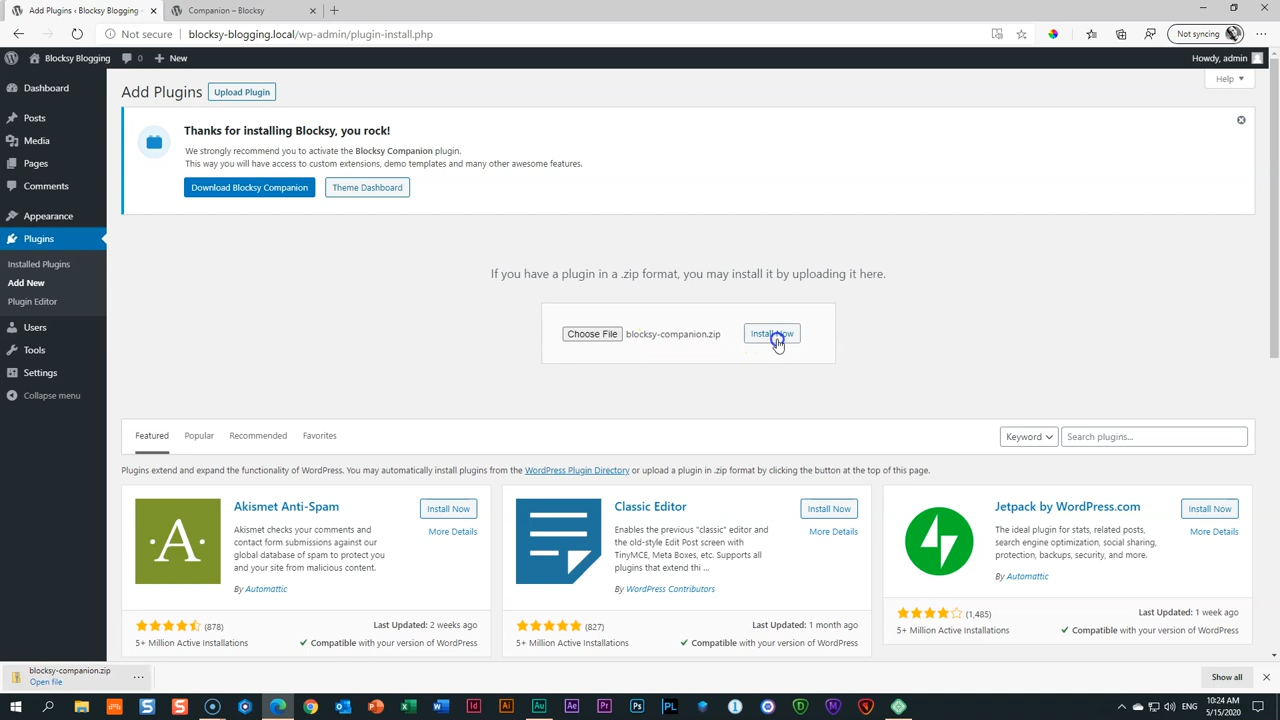 Add Plugins ‹ Blocksy Blogging —
Companion – Blocksy
Not secure
blocksy-blogging.local/wp-admin/plugin-install.php
Not syncing
Blocksy Blogging
0
New
Howdy, admin
Dashboard
Posts
Media
Pages
Comments
Appearance
Plugins
Installed Plugins
Add New
Plugin Editor
Users
Tools
Settings
Collapse menu
Add Plugins
Upload Plugin
Help
Thanks for installing Blocksy, you rock!
We strongly recommend you to activate the Blocksy Companion plugin.
This way you will have access to custom extensions, demo templates and many other awesome features.
Download Blocksy Companion
Theme Dashboard
If you have a plugin in a .zip format, you may install it by uploading it here.
Choose File blocksy-companion.zip
Install Now
Featured
Popular
Recommended
Favorites
Keyword
Search plugins...
Plugins extend and expand the functionality of WordPress. You may automatically install plugins from the WordPress Plugin Directory or upload a plugin in .zip format by clicking the button at the top of this page.
A
Akismet Anti-Spam
Install Now
More Details
Akismet checks your comments and
contact form submissions against our
global database of spam to protect you
and your site from malicious content.
By Automattic
(878)
Last Updated: 2 weeks ago
5+ Million Active Installations
Compatible with your version of WordPress
Classic Editor
Install Now
More Details
Enables the previous "classic" editor and
the old-style Edit Post screen with
TinyMCE, Meta Boxes, etc. Supports all
plugins that extend thi ...
By WordPress Contributors
(827)
Last Updated: 1 month ago
5+ Million Active Installations
Compatible with your version of WordPress
Jetpack by WordPress.com
Install Now
More Details
The ideal plugin for stats, related posts,
search engine optimization, social sharing,
protection, backups, security, and more.
By Automattic
(1,485)
Last Updated: 1 week ago
5+ Million Active Installations
Compatible with your version of WordPress
blocksy-companion.zip
Open file
Show all
Id
Ai
Au
Ae
Pr
Ps
PL
ENG
10:24 AM
5/15/2020